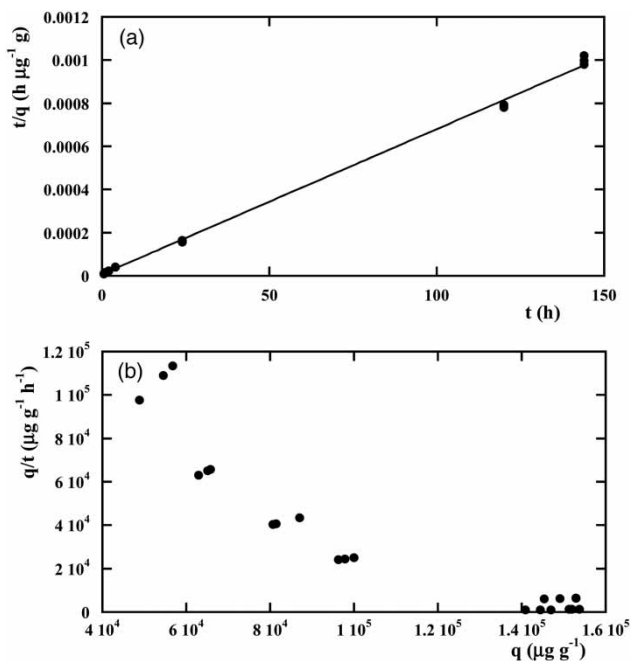 (a)
t/q (h μg⁻¹ g)
0.0012
0.001
0.0008
0.0006
0.0004
0.0002
0
0 50 100 150
t (h)
(b)
q/t (μg g⁻¹ h⁻¹)
1.2 10⁵
1 10⁵
8 10⁴
6 10⁴
4 10⁴
2 10⁴
0
4 10⁴ 6 10⁴ 8 10⁴ 1 10⁵ 1.2 10⁵ 1.4 10⁵ 1.6 10⁵
q (μg g⁻¹)